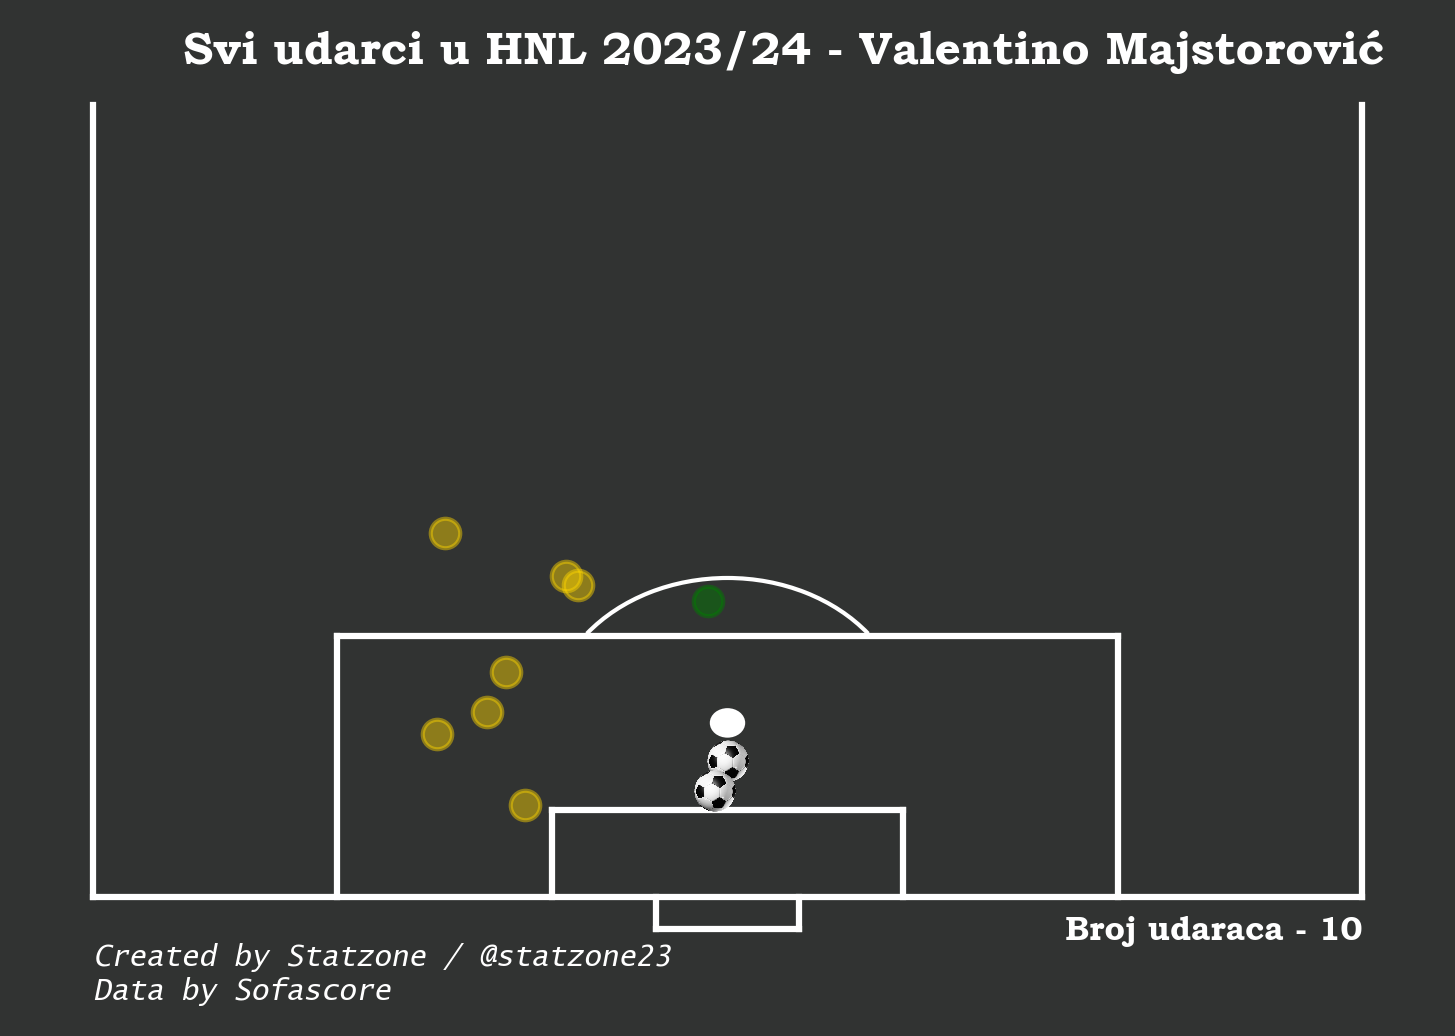 Svi udarci u HNL 2023/24 - Valentino Majstorović
Broj udaraca - 10
Created by Statzone / @statzone23
Data by Sofascore